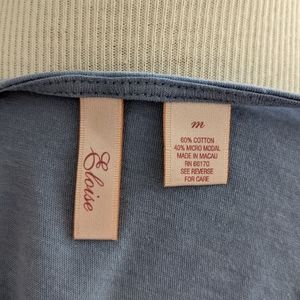 Eloise
m
60% COTTON
40% MICRO MODAL
MADE IN MACAU
RN 66170
SEE REVERSE
FOR CARE